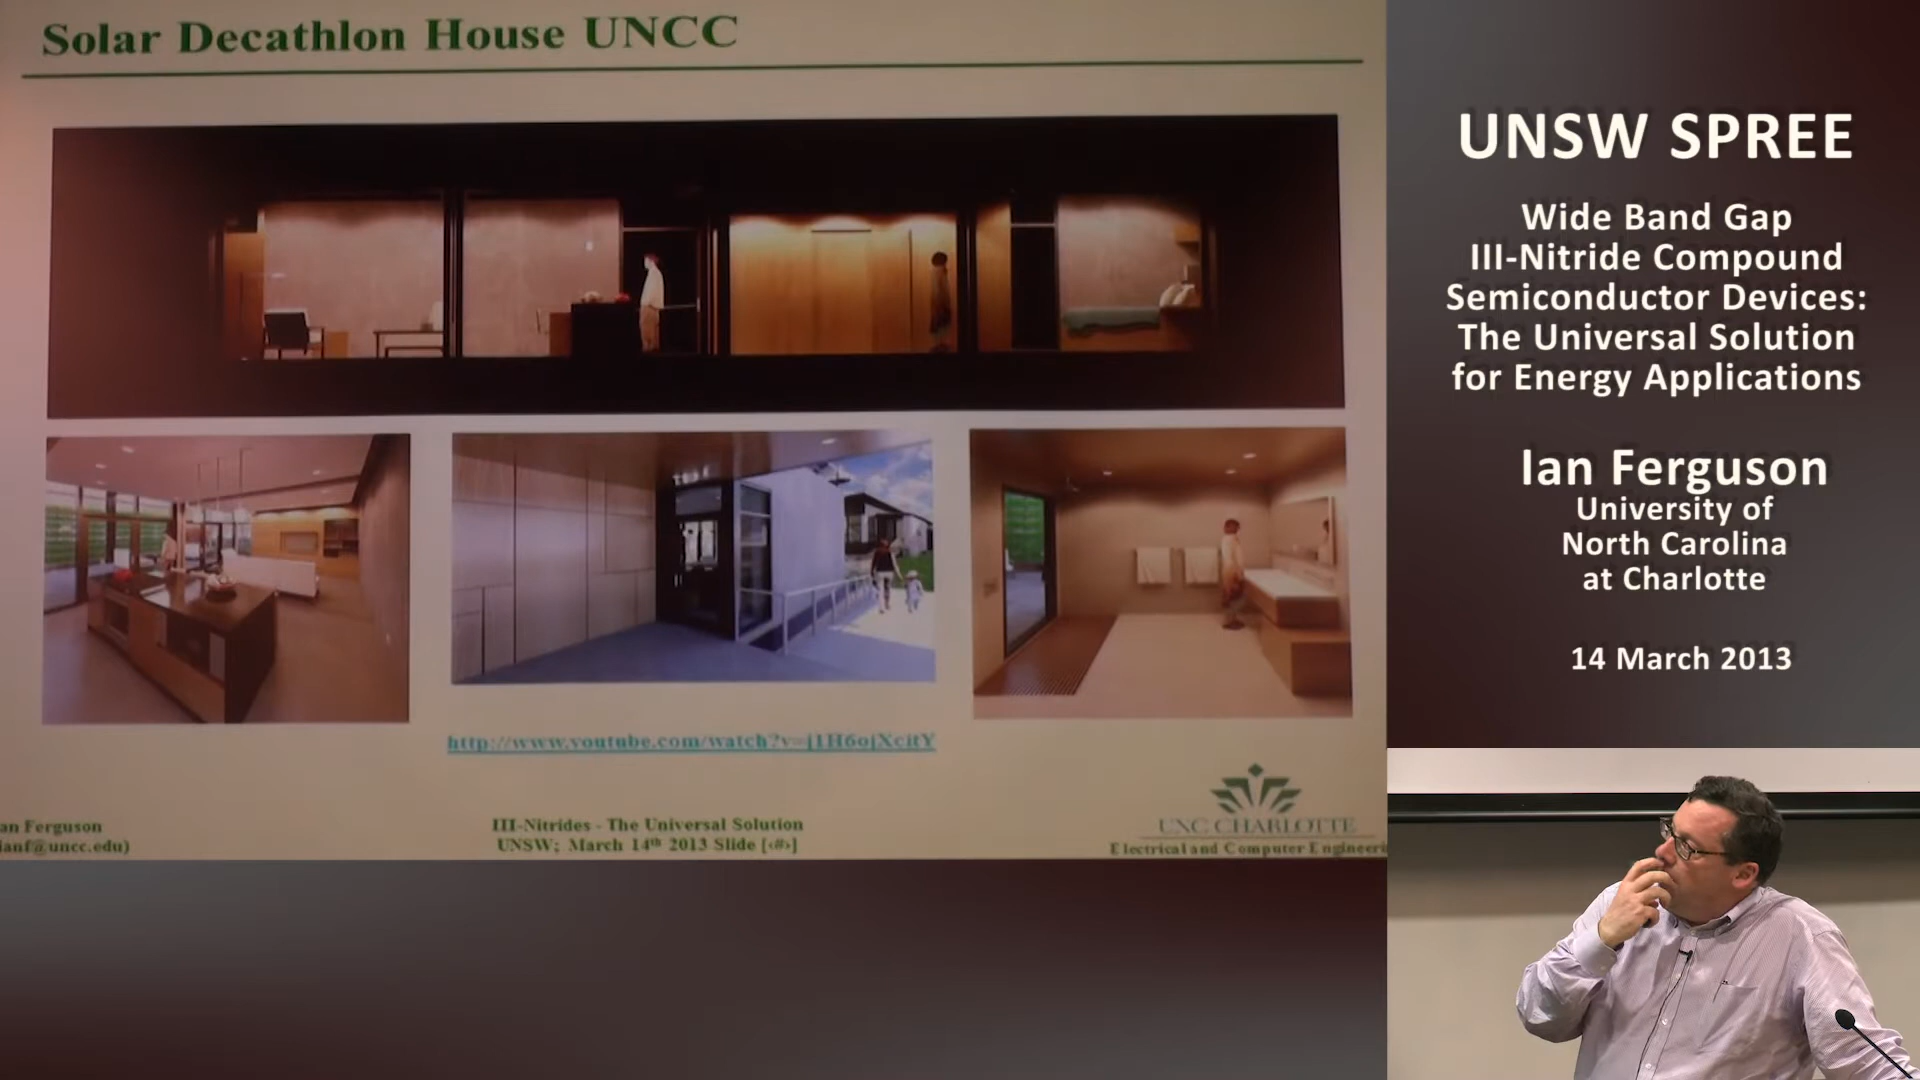 Solar Decathlon House UNCC
http://www.youtube.com/watch?v=j1H6ojXcitY
an Ferguson
ianf@uncc.edu)
III-Nitrides - The Universal Solution
UNSW; March 14th 2013 Slide [‹#›]
UNC CHARLOTTE
Electrical and Computer Engineeri
UNSW SPREE
Wide Band Gap
III-Nitride Compound
Semiconductor Devices:
The Universal Solution
for Energy Applications
Ian Ferguson
University of
North Carolina
at Charlotte
14 March 2013